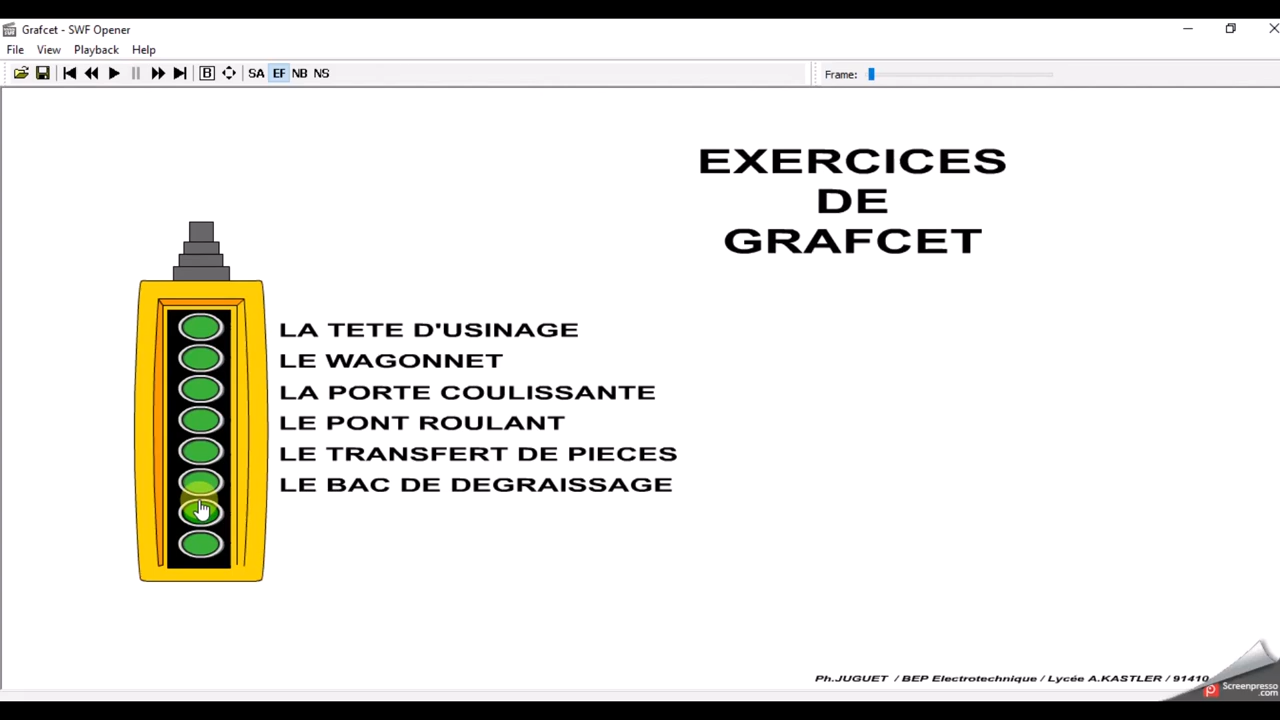 Grafcet - SWF Opener
File View Playback Help
B SA EF NB NS Frame:
EXERCICES
DE
GRAFCET
LA TETE D'USINAGE
LE WAGONNET
LA PORTE COULISSANTE
LE PONT ROULANT
LE TRANSFERT DE PIECES
LE BAC DE DEGRAISSAGE
Ph.JUGUET / BEP Electrotechnique / Lycée A.KASTLER / 91410
Screenpresso
.com